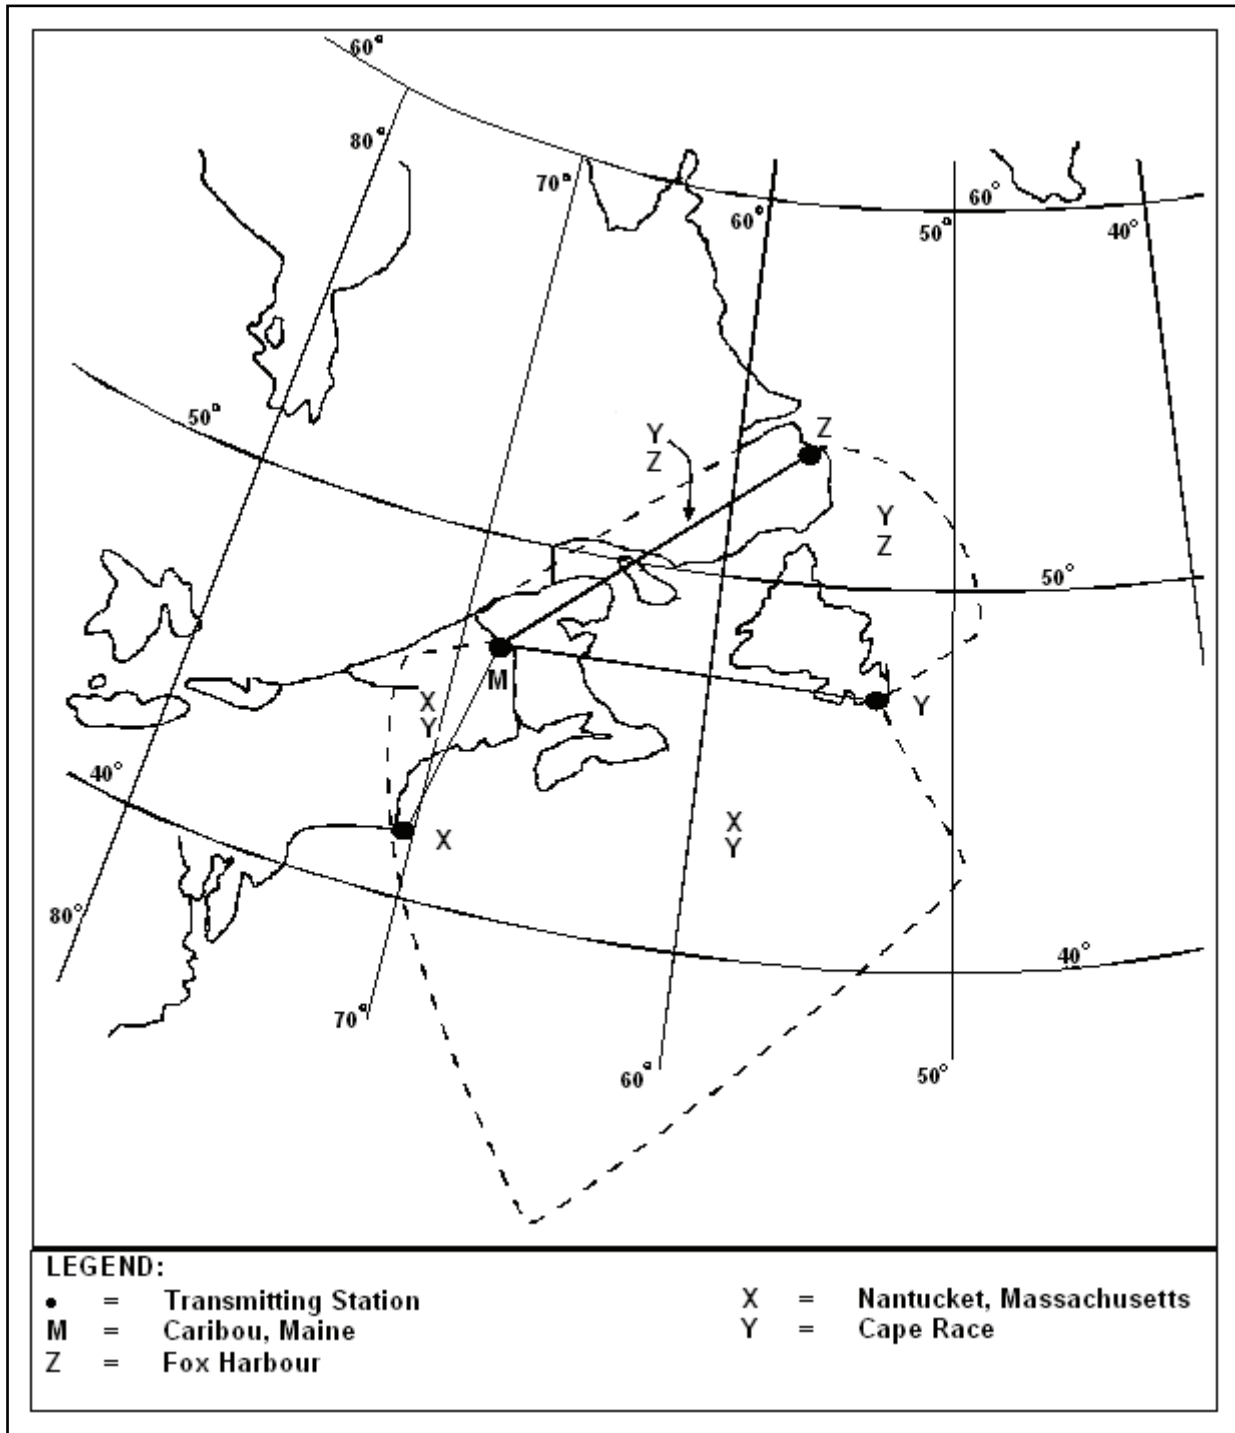 60°
80°
70°
60°
60°
50°
40°
50°
Y
Z
Z
Y
Z
50°
M
X
Y
Y
40°
X
X
Y
80°
40°
70°
60°
50°
LEGEND:
• = Transmitting Station
M = Caribou, Maine
Z = Fox Harbour
X = Nantucket, Massachusetts
Y = Cape Race